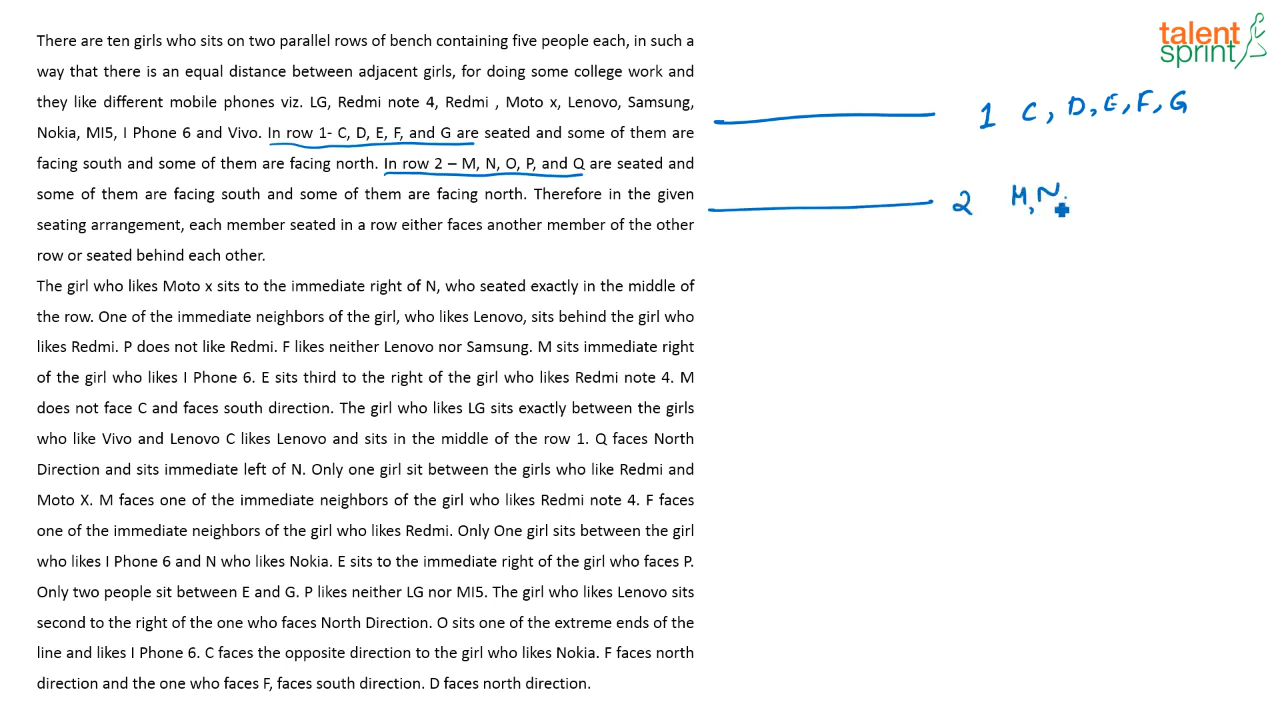 talent
sprint
There are ten girls who sits on two parallel rows of bench containing five people each, in such a
way that there is an equal distance between adjacent girls, for doing some college work and
they like different mobile phones viz. LG, Redmi note 4, Redmi , Moto x, Lenovo, Samsung,
Nokia, MI5, I Phone 6 and Vivo. In row 1- C, D, E, F, and G are seated and some of them are
facing south and some of them are facing north. In row 2 – M, N, O, P, and Q are seated and
some of them are facing south and some of them are facing north. Therefore in the given
seating arrangement, each member seated in a row either faces another member of the other
row or seated behind each other.
The girl who likes Moto x sits to the immediate right of N, who seated exactly in the middle of
the row. One of the immediate neighbors of the girl, who likes Lenovo, sits behind the girl who
likes Redmi. P does not like Redmi. F likes neither Lenovo nor Samsung. M sits immediate right
of the girl who likes I Phone 6. E sits third to the right of the girl who likes Redmi note 4. M
does not face C and faces south direction. The girl who likes LG sits exactly between the girls
who like Vivo and Lenovo C likes Lenovo and sits in the middle of the row 1. Q faces North
Direction and sits immediate left of N. Only one girl sit between the girls who like Redmi and
Moto X. M faces one of the immediate neighbors of the girl who likes Redmi note 4. F faces
one of the immediate neighbors of the girl who likes Redmi. Only One girl sits between the girl
who likes I Phone 6 and N who likes Nokia. E sits to the immediate right of the girl who faces P.
Only two people sit between E and G. P likes neither LG nor MI5. The girl who likes Lenovo sits
second to the right of the one who faces North Direction. O sits one of the extreme ends of the
line and likes I Phone 6. C faces the opposite direction to the girl who likes Nokia. F faces north
direction and the one who faces F, faces south direction. D faces north direction.
1 C, D, E, F, G
2 M, N.